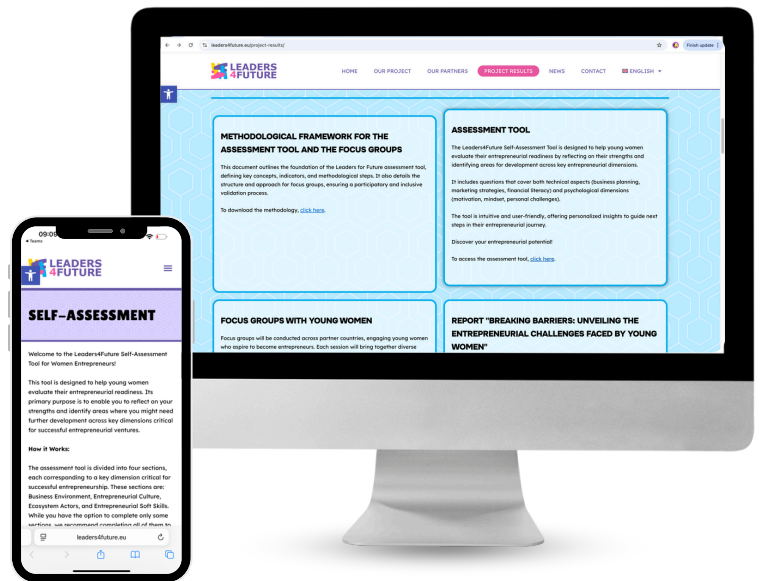 leaders4future.eu/project-results/
Finish update
LEADERS
4FUTURE
HOME
OUR PROJECT
OUR PARTNERS
PROJECT RESULTS
NEWS
CONTACT
ENGLISH
METHODOLOGICAL FRAMEWORK FOR THE
ASSESSMENT TOOL AND THE FOCUS GROUPS
This document outlines the foundation of the Leaders for Future assessment tool,
defining key concepts, indicators, and methodological steps. It also details the
structure and approach for focus groups, ensuring a participatory and inclusive
validation process.
To download the methodology, click here.
ASSESSMENT TOOL
The Leaders4Future Self-Assessment Tool is designed to help young women
evaluate their entrepreneurial readiness by reflecting on their strengths and
identifying areas for development across key entrepreneurial dimensions.
It includes questions that cover both technical aspects (business planning,
marketing strategies, financial literacy) and psychological dimensions
(motivation, mindset, personal challenges).
The tool is intuitive and user-friendly, offering personalized insights to guide next
steps in their entrepreneurial journey.
Discover your entrepreneurial potential!
To access the assessment tool, click here.
FOCUS GROUPS WITH YOUNG WOMEN
Focus groups will be conducted across partner countries, engaging young women
who aspire to become entrepreneurs. Each session will bring together diverse
REPORT "BREAKING BARRIERS: UNVEILING THE
ENTREPRENEURIAL CHALLENGES FACED BY YOUNG
WOMEN"
09:09
Teams
LEADERS
4FUTURE
SELF-ASSESSMENT
Welcome to the Leaders4Future Self-Assessment
Tool for Women Entrepreneurs!
This tool is designed to help young women
evaluate their entrepreneurial readiness. Its
primary purpose is to enable you to reflect on your
strengths and identify areas where you might need
further development across key dimensions critical
for successful entrepreneurial ventures.
How it Works:
The assessment tool is divided into four sections,
each corresponding to a key dimension critical for
successful entrepreneurship. These sections are:
Business Environment, Entrepreneurial Culture,
Ecosystem Actors, and Entrepreneurial Soft Skills.
While you have the option to complete only some
sections, we recommend completing all of them to
leaders4future.eu